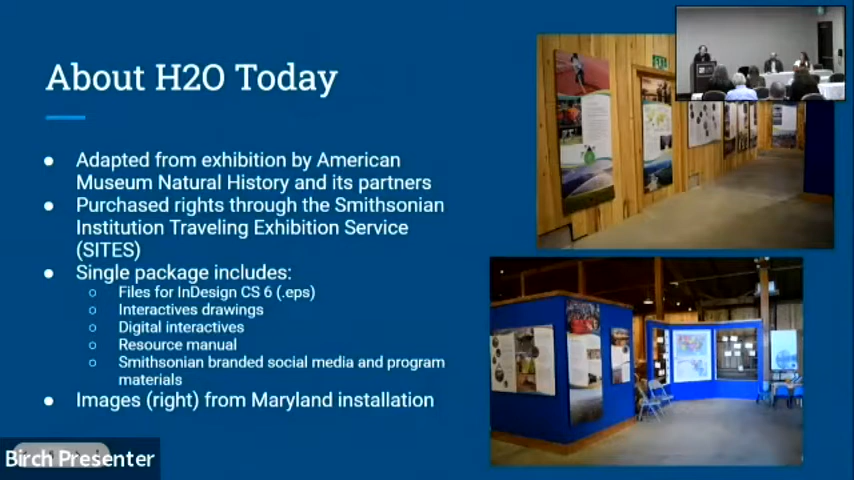 About H2O Today
Adapted from exhibition by American
Museum Natural History and its partners
Purchased rights through the Smithsonian
Institution Traveling Exhibition Service
(SITES)
Single package includes:
Files for InDesign CS 6 (.eps)
Interactives drawings
Digital interactives
Resource manual
Smithsonian branded social media and program
materials
Images (right) from Maryland installation
Birch Presenter